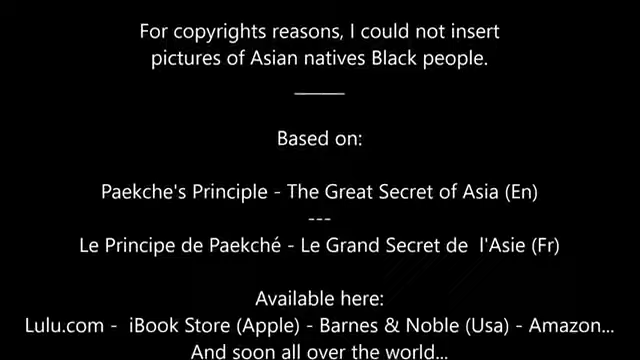 For copyrights reasons, I could not insert
pictures of Asian natives Black people.
_____
Based on:
Paekche's Principle - The Great Secret of Asia (En)
---
Le Principe de Paekché - Le Grand Secret de l'Asie (Fr)
Available here:
Lulu.com - iBook Store (Apple) - Barnes & Noble (Usa) - Amazon...
And soon all over the world...